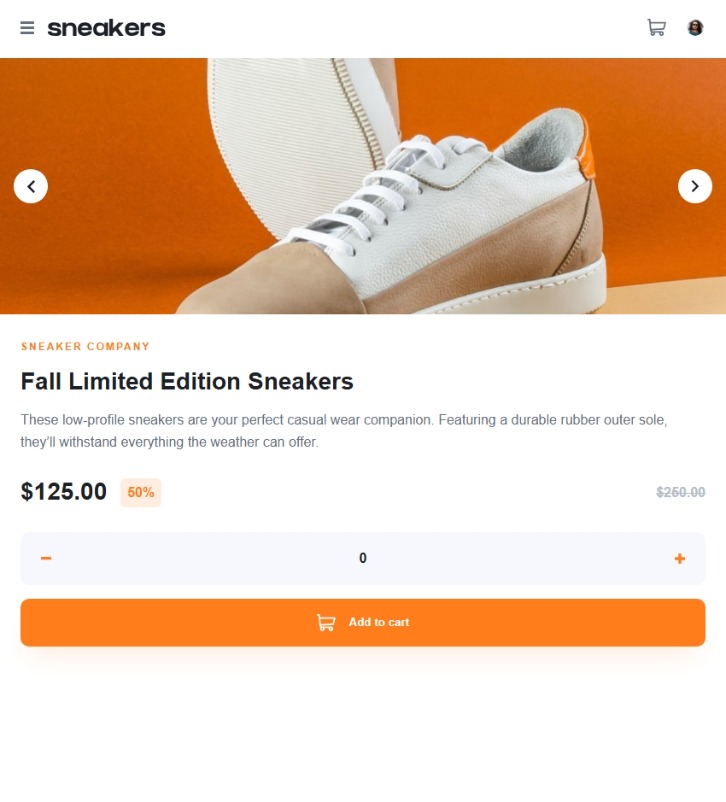 sneakers
SNEAKER COMPANY
Fall Limited Edition Sneakers
These low-profile sneakers are your perfect casual wear companion. Featuring a durable rubber outer sole,
they’ll withstand everything the weather can offer.
$125.00 50% $250.00
0
Add to cart